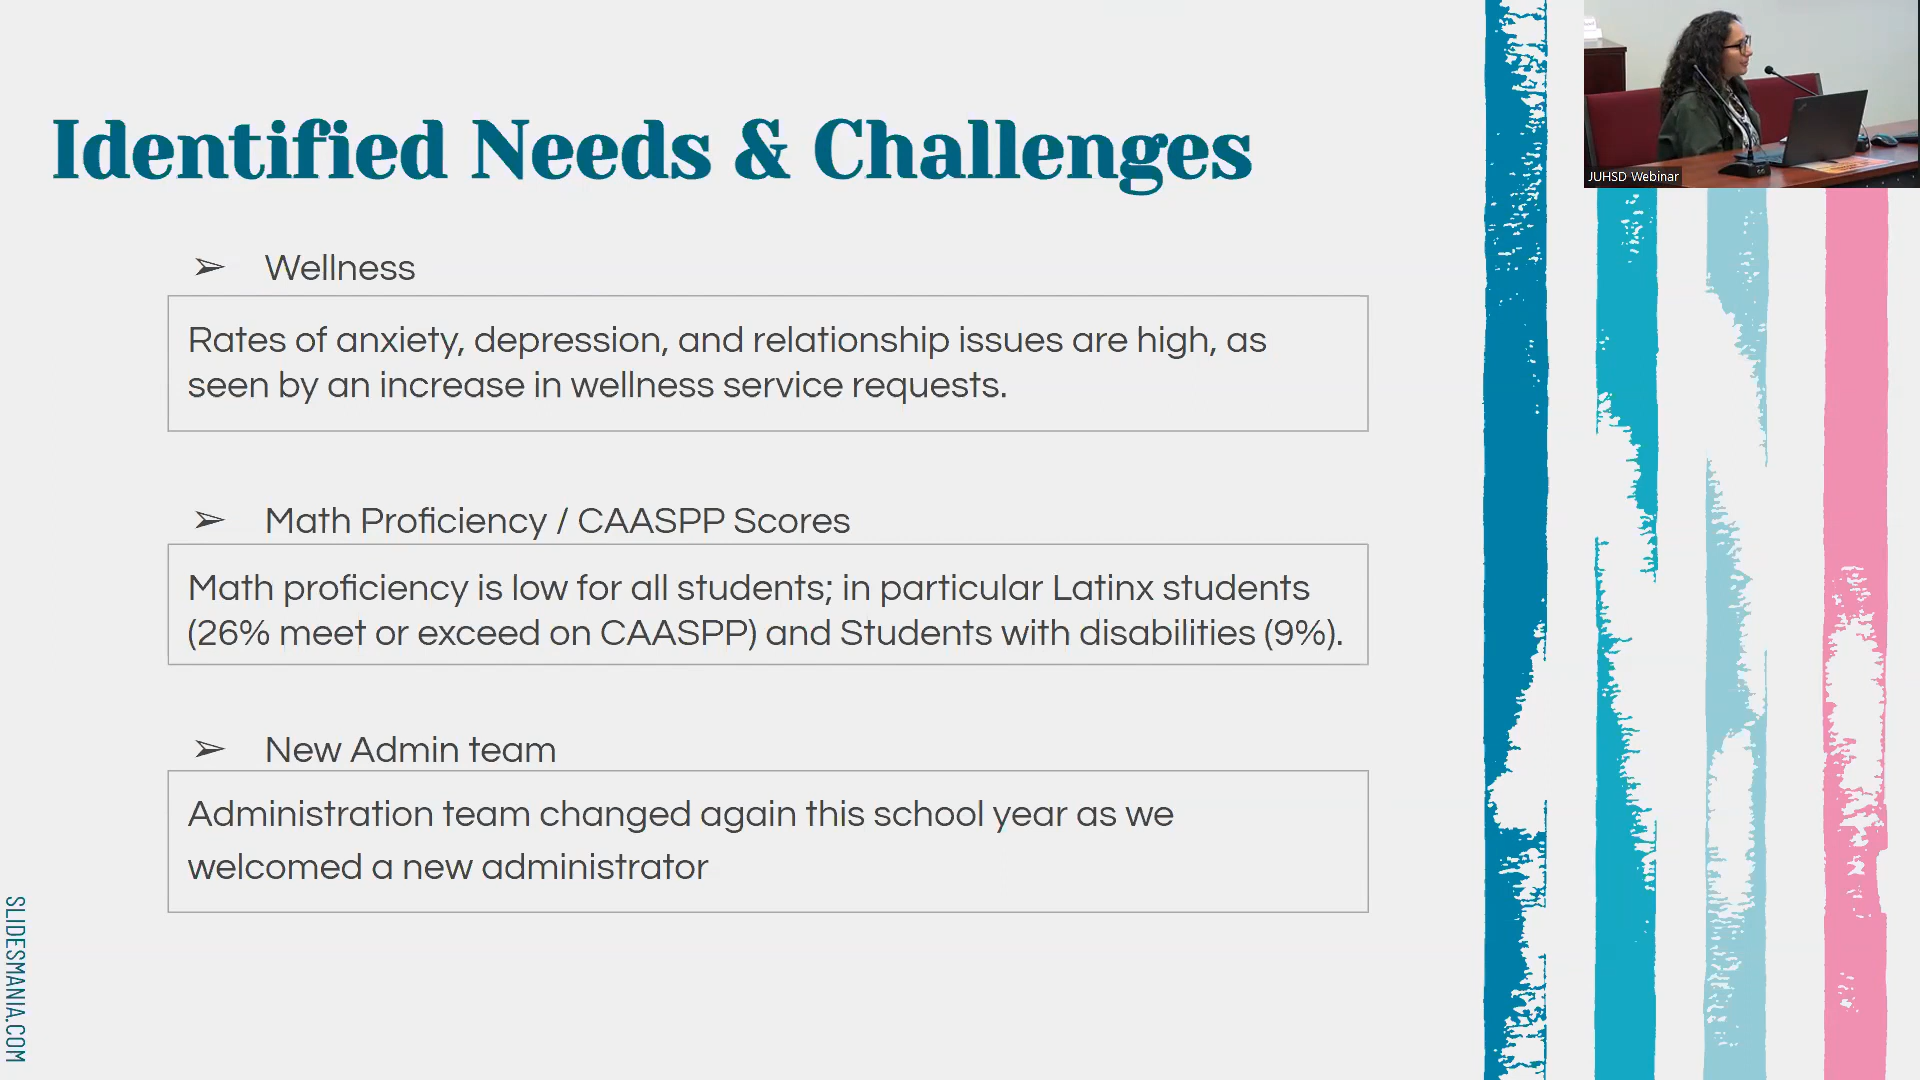 Identified Needs & Challenges
➢ Wellness
Rates of anxiety, depression, and relationship issues are high, as
seen by an increase in wellness service requests.
➢ Math Proficiency / CAASPP Scores
Math proficiency is low for all students; in particular Latinx students
(26% meet or exceed on CAASPP) and Students with disabilities (9%).
➢ New Admin team
Administration team changed again this school year as we
welcomed a new administrator
SLIDESMANIA.COM
JUHSD Webinar